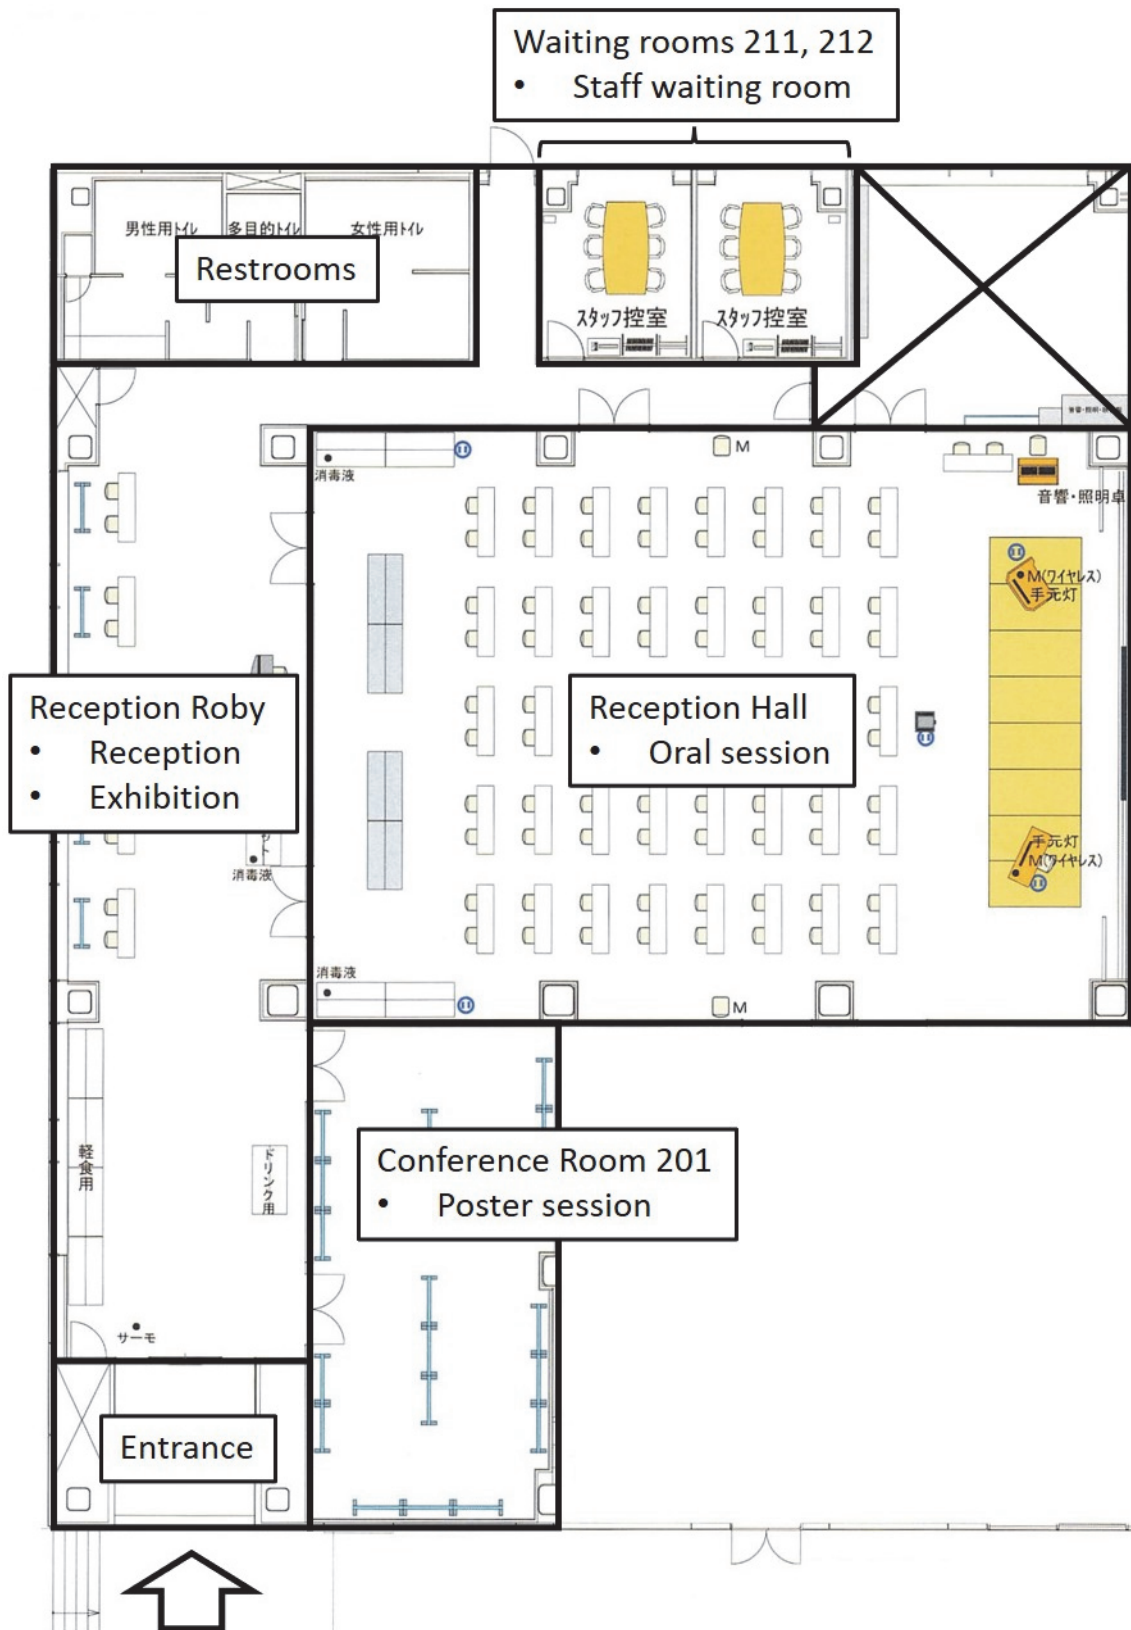 Waiting rooms 211, 212
• Staff waiting room
男性用トイレ
多目的トイレ
女性用トイレ
Restrooms
スタッフ控室
スタッフ控室
消毒液
M
音響・照明卓
M(ワイヤレス)
手元灯
Reception Roby
• Reception
• Exhibition
Reception Hall
• Oral session
手元灯
M(ワイヤレス)
消毒液
消毒液
M
軽食用
ドリンク用
Conference Room 201
• Poster session
サーモ
Entrance